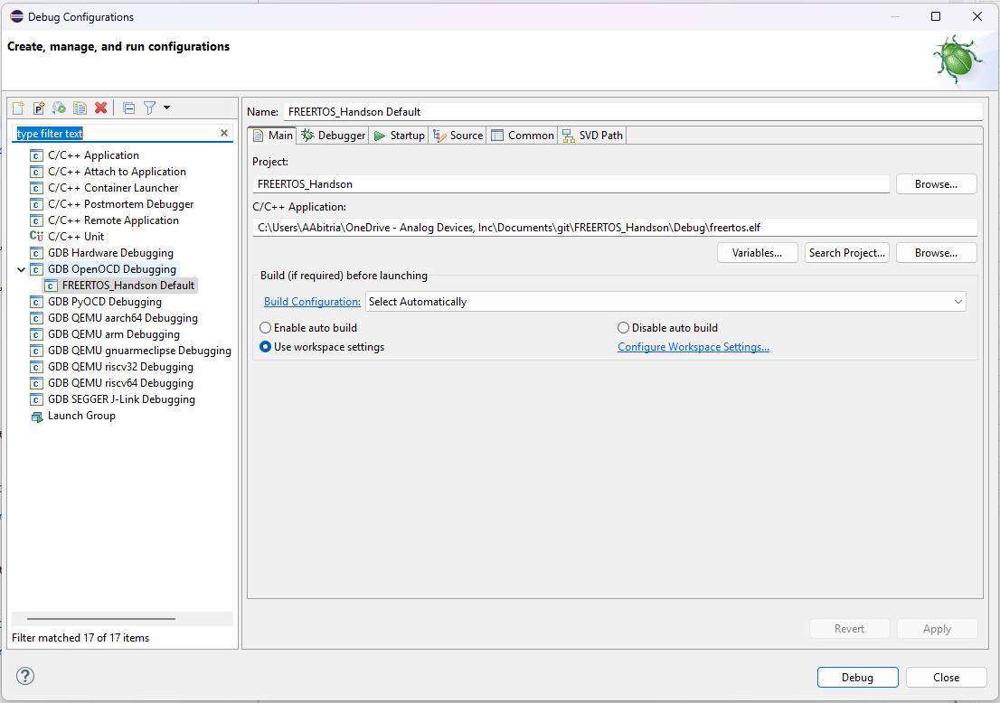 Debug Configurations
Create, manage, and run configurations
type filter text
C/C++ Application
C/C++ Attach to Application
C/C++ Container Launcher
C/C++ Postmortem Debugger
C/C++ Remote Application
C/C++ Unit
GDB Hardware Debugging
GDB OpenOCD Debugging
FREERTOS_Handson Default
GDB PyOCD Debugging
GDB QEMU aarch64 Debugging
GDB QEMU arm Debugging
GDB QEMU gnuarmeclipse Debugging
GDB QEMU riscv32 Debugging
GDB QEMU riscv64 Debugging
GDB SEGGER J-Link Debugging
Launch Group
Filter matched 17 of 17 items
Name: FREERTOS_Handson Default
Main Debugger Startup Source Common SVD Path
Project:
FREERTOS_Handson Browse...
C/C++ Application:
C:\Users\AAbitria\OneDrive - Analog Devices, Inc\Documents\git\FREERTOS_Handson\Debug\freertos.elf
Variables... Search Project... Browse...
Build (if required) before launching
Build Configuration: Select Automatically
Enable auto build Disable auto build
Use workspace settings Configure Workspace Settings...
Revert Apply
Debug Close